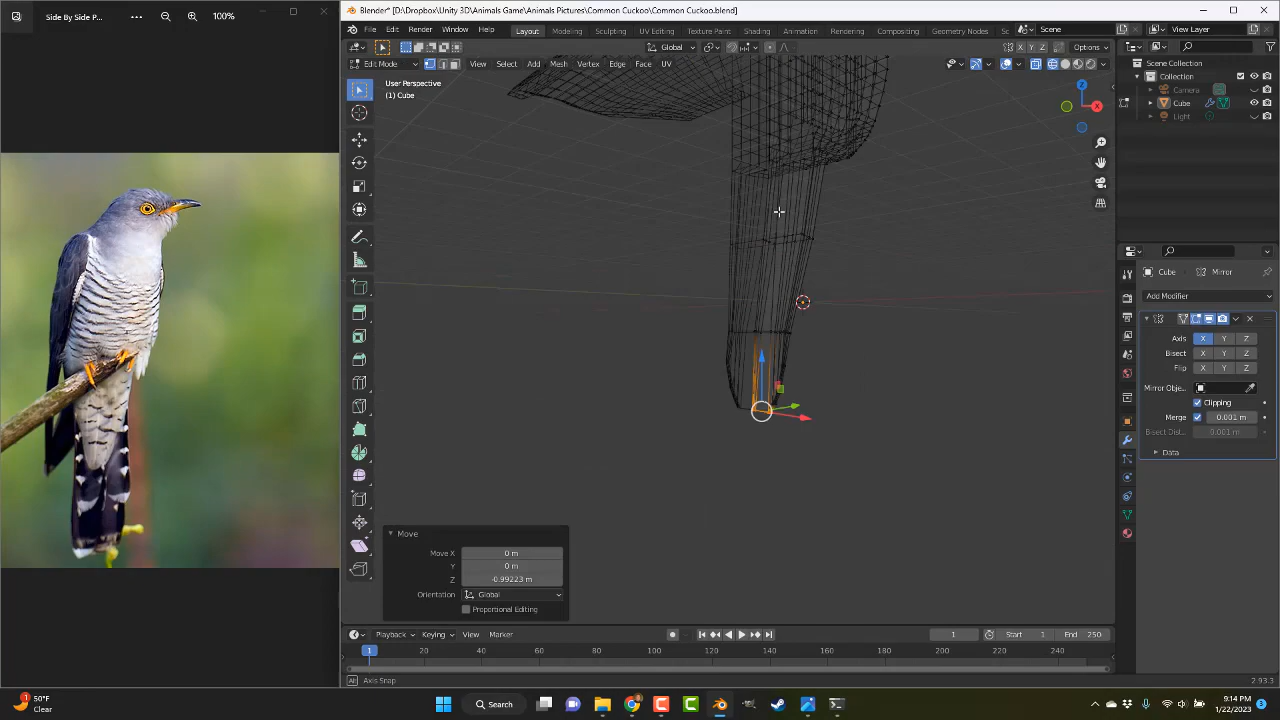 Side By Side...
100%
Blender* [D:\Dropbox\Unity 3D\Animals Game\Animals Pictures\Common Cuckoo\Common Cuckoo.blend]
File Edit Render Window Help Layout Modeling Sculpting UV Editing Texture Paint Shading Animation Rendering Compositing Geometry Nodes Sc Scene View Layer
Global Options
Edit Mode View Select Add Mesh Vertex Edge Face UV
User Perspective
(1) Cube
Z
X
Scene Collection
Collection
Camera
Cube
Light
Cube Mirror
Add Modifier
Axis X Y Z
Bisect X Y Z
Flip X Y Z
Mirror Obje..
Clipping
Merge 0.001 m
Bisect Dist.. 0.001 m
Data
Move
Move X 0 m
Y 0 m
Z -0.99223 m
Orientation Global
Proportional Editing
Playback Keying View Marker 1 Start 1 End 250
1 20 40 60 80 100 120 140 160 180 200 220 240
Alt Axis Snap 2.93.3
1 50°F
Clear
Search
9:14 PM
1/22/2023